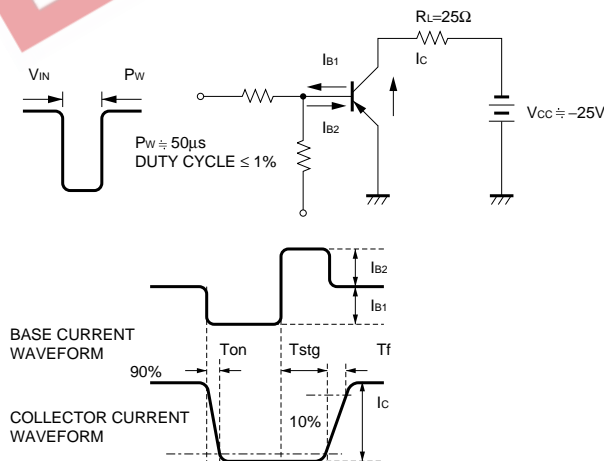 RL=25Ω
IB1
IC
VIN
PW
VCC ≒ −25V
IB2
PW ≒ 50μs
DUTY CYCLE ≤ 1%
IB2
IB1
BASE CURRENT
WAVEFORM
Ton
Tstg
Tf
90%
IC
10%
COLLECTOR CURRENT
WAVEFORM